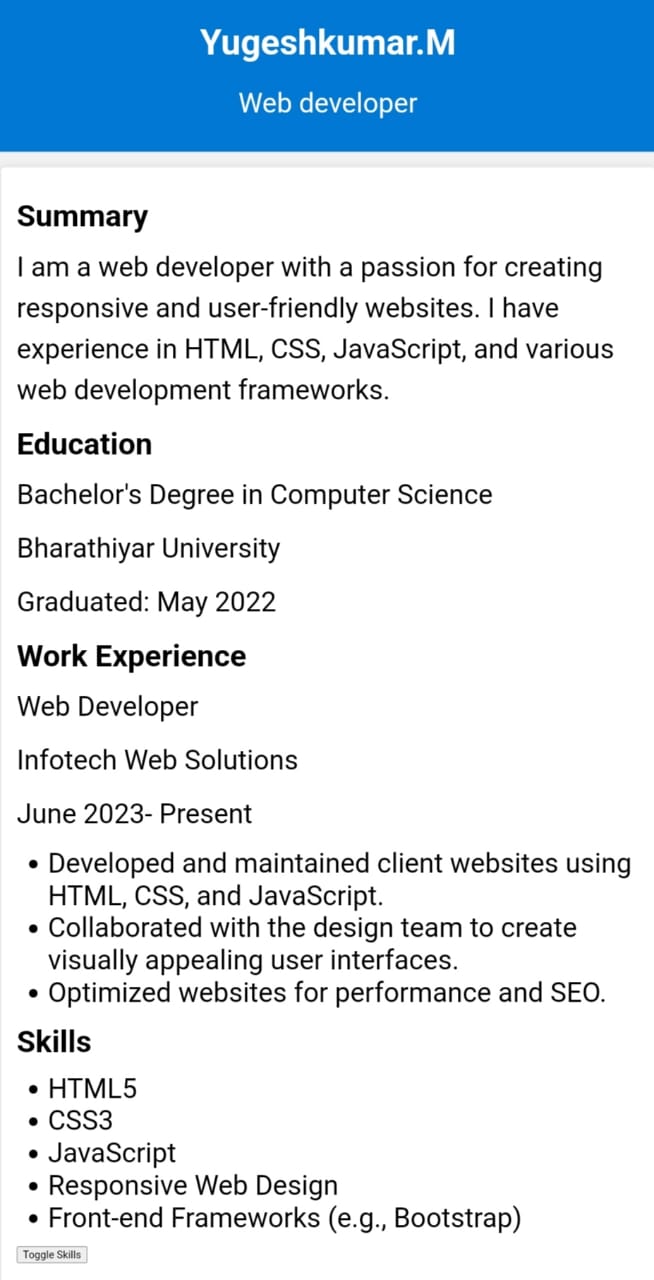 Yugeshkumar.M
Web developer
Summary
I am a web developer with a passion for creating
responsive and user-friendly websites. I have
experience in HTML, CSS, JavaScript, and various
web development frameworks.
Education
Bachelor's Degree in Computer Science
Bharathiyar University
Graduated: May 2022
Work Experience
Web Developer
Infotech Web Solutions
June 2023- Present
• Developed and maintained client websites using
HTML, CSS, and JavaScript.
• Collaborated with the design team to create
visually appealing user interfaces.
• Optimized websites for performance and SEO.
Skills
• HTML5
• CSS3
• JavaScript
• Responsive Web Design
• Front-end Frameworks (e.g., Bootstrap)
Toggle Skills